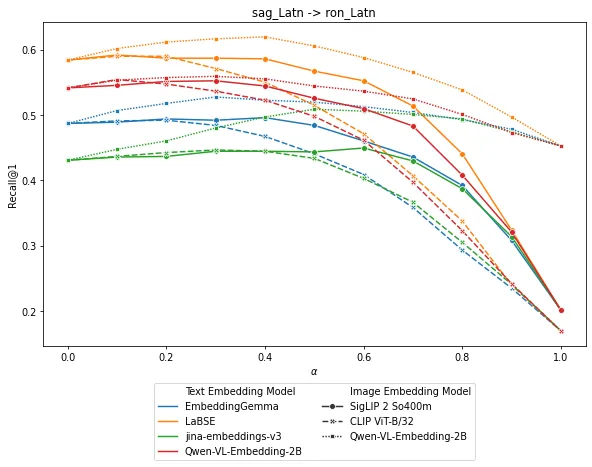 sag_Latn -> ron_Latn
Recall@1
0.6
0.5
0.4
0.3
0.2
0.0 0.2 0.4 0.6 0.8 1.0
α
Text Embedding Model Image Embedding Model
EmbeddingGemma SigLIP 2 So400m
LaBSE CLIP ViT-B/32
jina-embeddings-v3 Qwen-VL-Embedding-2B
Qwen-VL-Embedding-2B